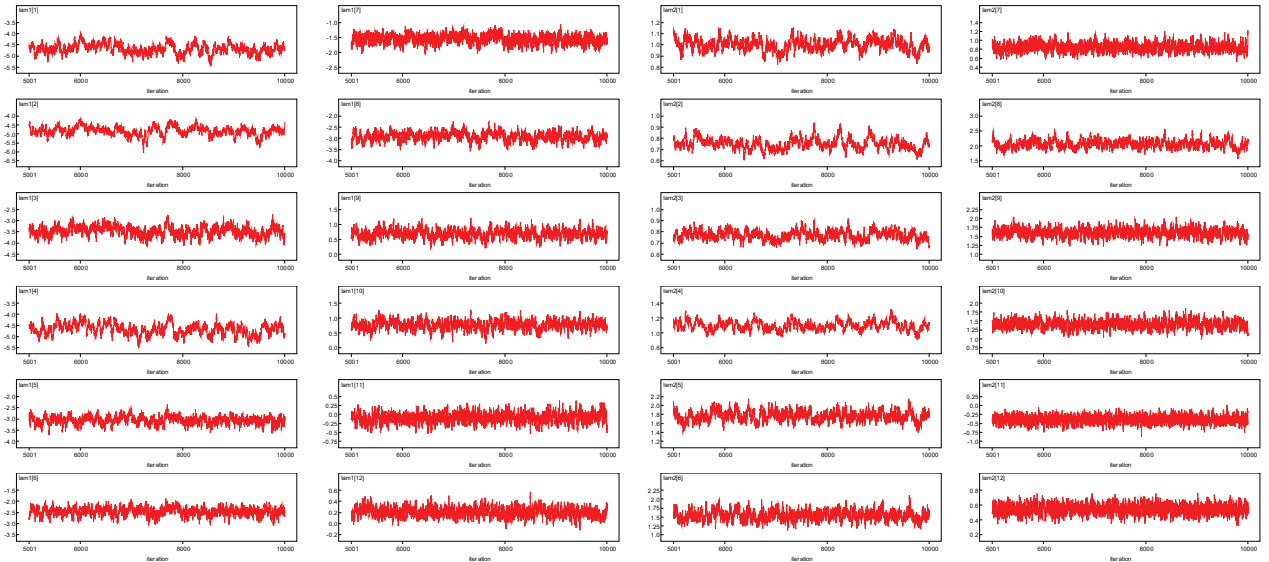 lam1[1]
-3.5
-4.0
-4.5
-5.0
-5.5
5001 6000 8000 10000
iteration
lam1[7]
-1.0
-1.5
-2.0
-2.5
5001 6000 8000 10000
iteration
lam2[1]
1.2
1.1
1.0
0.9
0.8
5001 6000 8000 10000
iteration
lam2[7]
1.4
1.2
1.0
0.8
0.6
0.4
5001 6000 8000 10000
iteration
lam1[2]
-4.0
-4.5
-5.0
-5.5
-6.0
-6.5
5001 6000 8000 10000
iteration
lam1[8]
-2.0
-2.5
-3.0
-3.5
-4.0
5001 6000 8000 10000
iteration
lam2[2]
1.0
0.9
0.8
0.7
0.6
5001 6000 8000 10000
iteration
lam2[8]
3.0
2.5
2.0
1.5
5001 6000 8000 10000
iteration
lam1[3]
-2.5
-3.0
-3.5
-4.0
-4.5
5001 6000 8000 10000
iteration
lam1[9]
1.5
1.0
0.5
0.0
5001 6000 8000 10000
iteration
lam2[3]
1.0
0.9
0.8
0.7
0.6
5001 6000 8000 10000
iteration
lam2[9]
2.25
2.0
1.75
1.5
1.25
1.0
5001 6000 8000 10000
iteration
lam1[4]
-3.5
-4.0
-4.5
-5.0
-5.5
5001 6000 8000 10000
iteration
lam1[10]
1.5
1.0
0.5
0.0
5001 6000 8000 10000
iteration
lam2[4]
1.4
1.2
1.0
0.8
5001 6000 8000 10000
iteration
lam2[10]
2.0
1.75
1.5
1.25
1.0
0.75
5001 6000 8000 10000
iteration
lam1[5]
-2.0
-2.5
-3.0
-3.5
-4.0
5001 6000 8000 10000
iteration
lam1[11]
0.5
0.25
0.0
-0.25
-0.5
-0.75
5001 6000 8000 10000
iteration
lam2[5]
2.2
2.0
1.8
1.6
1.4
1.2
5001 6000 8000 10000
iteration
lam2[11]
0.25
0.0
-0.25
-0.5
-0.75
-1.0
5001 6000 8000 10000
iteration
lam1[6]
-1.5
-2.0
-2.5
-3.0
-3.5
5001 6000 8000 10000
iteration
lam1[12]
0.8
0.6
0.4
0.2
0.0
-0.2
5001 6000 8000 10000
iteration
lam2[6]
2.25
2.0
1.75
1.5
1.25
1.0
5001 6000 8000 10000
iteration
lam2[12]
0.8
0.6
0.4
0.2
5001 6000 8000 10000
iteration